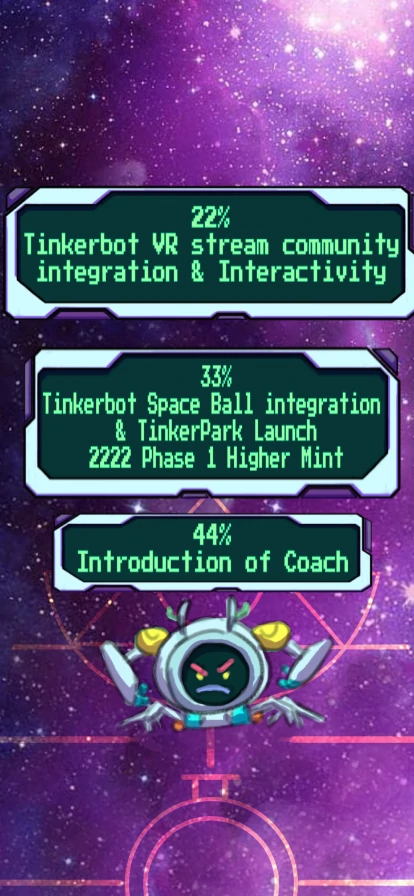 22%
Tinkerbot VR stream community
integration & Interactivity
33%
Tinkerbot Space Ball integration
& TinkerPark Launch
2222 Phase 1 Higher Mint
44%
Introduction of Coach